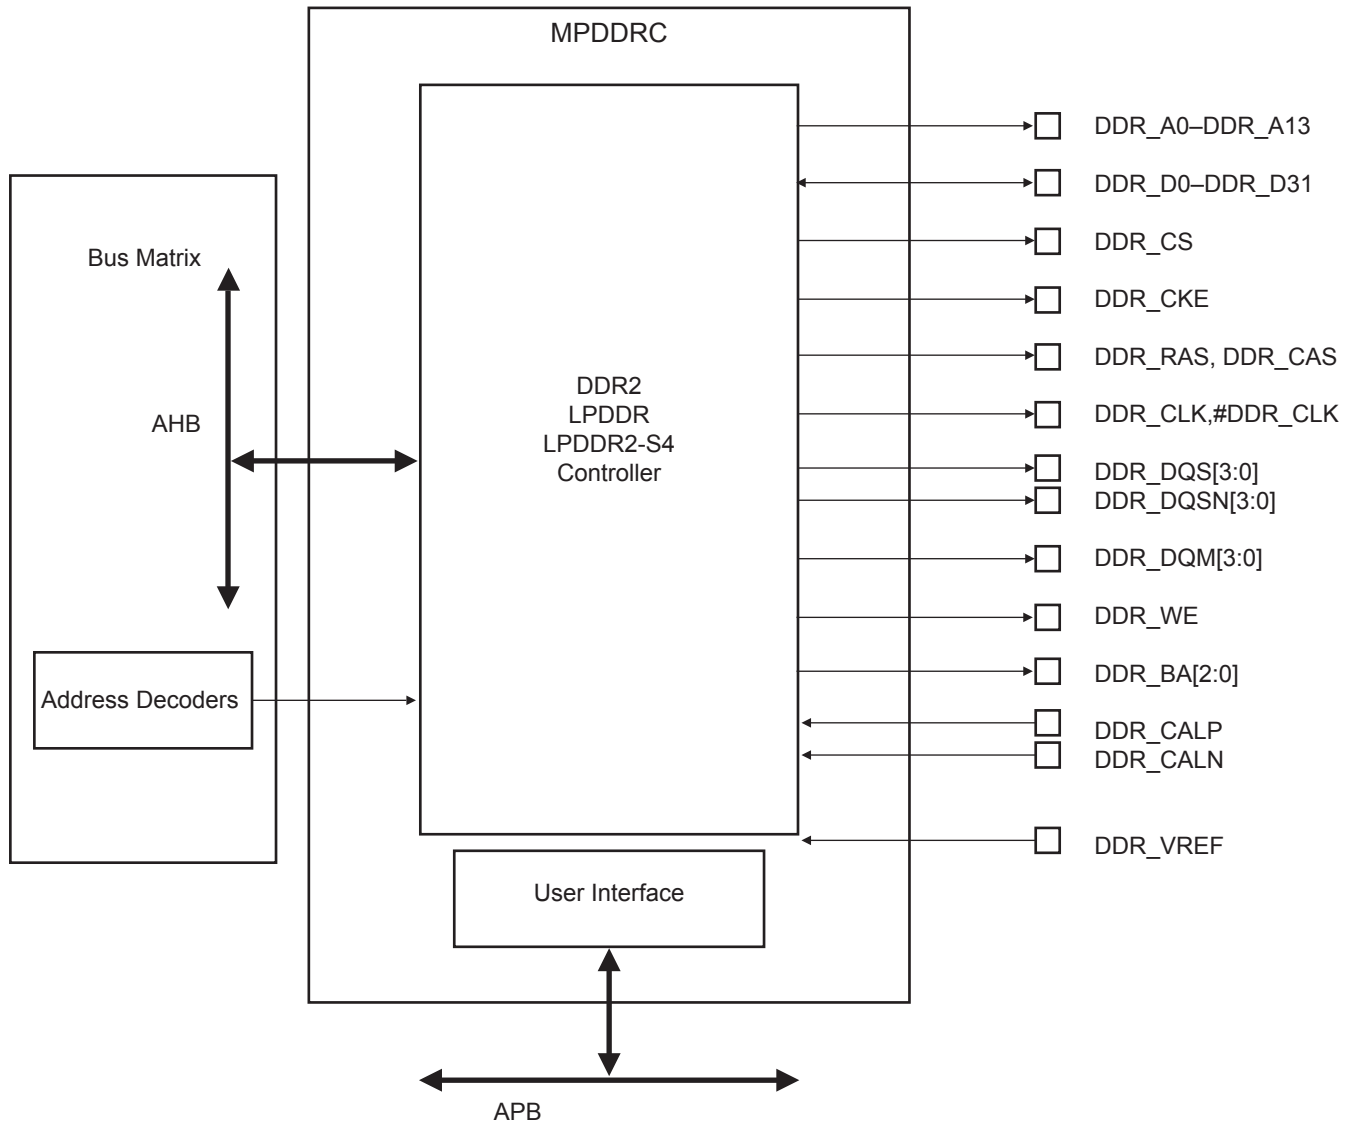 MPDDRC
DDR_A0–DDR_A13
DDR_D0–DDR_D31
DDR_CS
DDR_CKE
DDR_RAS, DDR_CAS
DDR_CLK,#DDR_CLK
DDR_DQS[3:0]
DDR_DQSN[3:0]
DDR_DQM[3:0]
DDR_WE
DDR_BA[2:0]
DDR_CALP
DDR_CALN
DDR_VREF
Bus Matrix
AHB
Address Decoders
DDR2
LPDDR
LPDDR2-S4
Controller
User Interface
APB